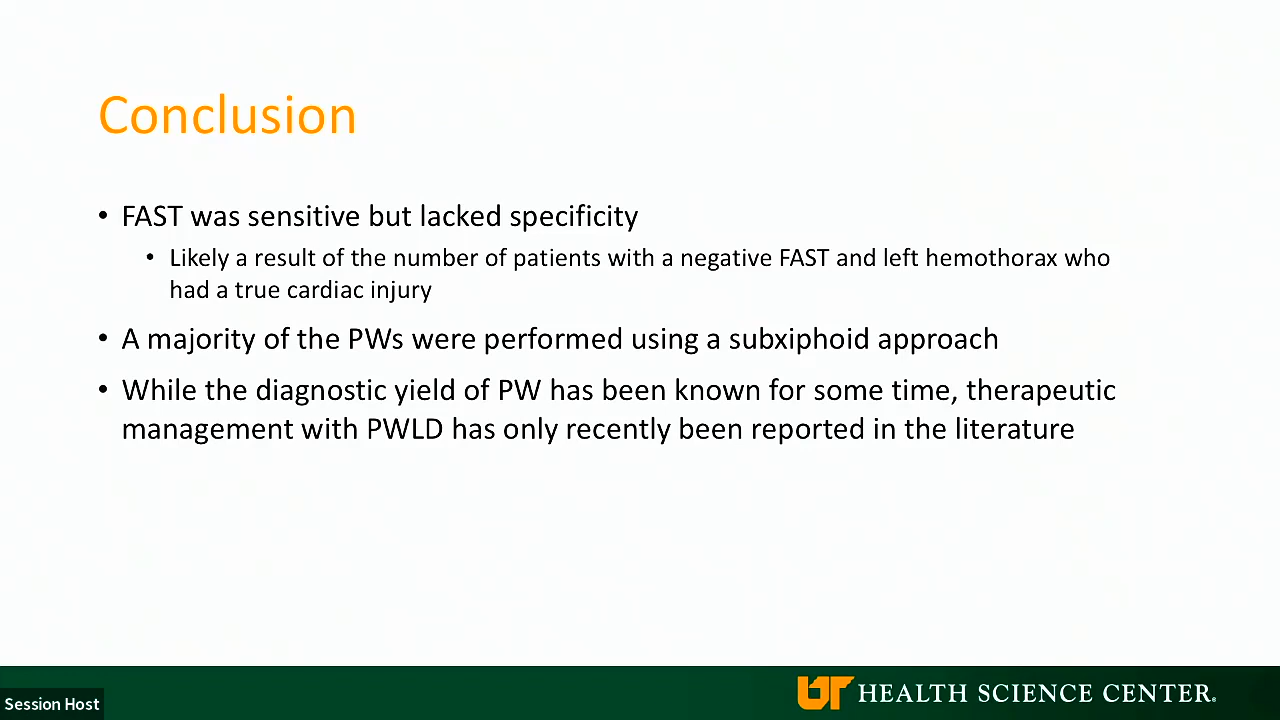 Conclusion
• FAST was sensitive but lacked specificity
• Likely a result of the number of patients with a negative FAST and left hemothorax who
had a true cardiac injury
• A majority of the PWs were performed using a subxiphoid approach
• While the diagnostic yield of PW has been known for some time, therapeutic
management with PWLD has only recently been reported in the literature
Session Host
UT HEALTH SCIENCE CENTER.